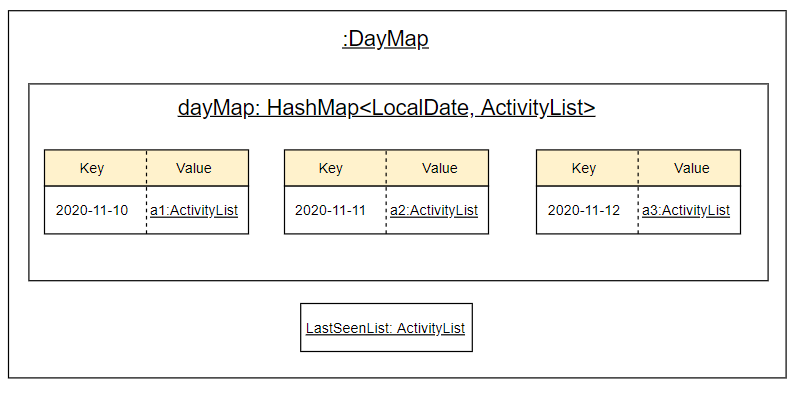 :DayMap
dayMap: HashMap<LocalDate, ActivityList>
Key Value Key Value Key Value
2020-11-10 a1:ActivityList 2020-11-11 a2:ActivityList 2020-11-12 a3:ActivityList
LastSeenList: ActivityList